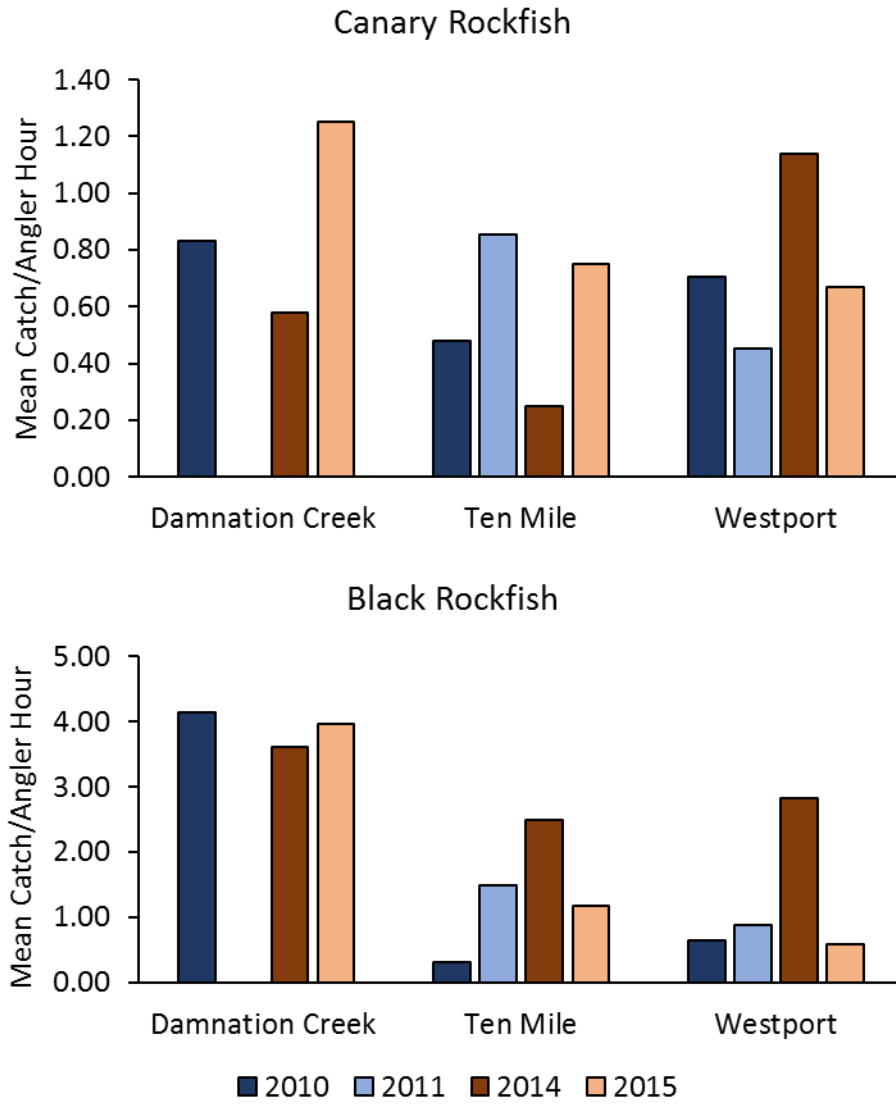 Canary Rockfish
Mean Catch/Angler Hour
1.40
1.20
1.00
0.80
0.60
0.40
0.20
0.00
Damnation Creek Ten Mile Westport
Black Rockfish
Mean Catch/Angler Hour
5.00
4.00
3.00
2.00
1.00
0.00
Damnation Creek Ten Mile Westport
2010 2011 2014 2015